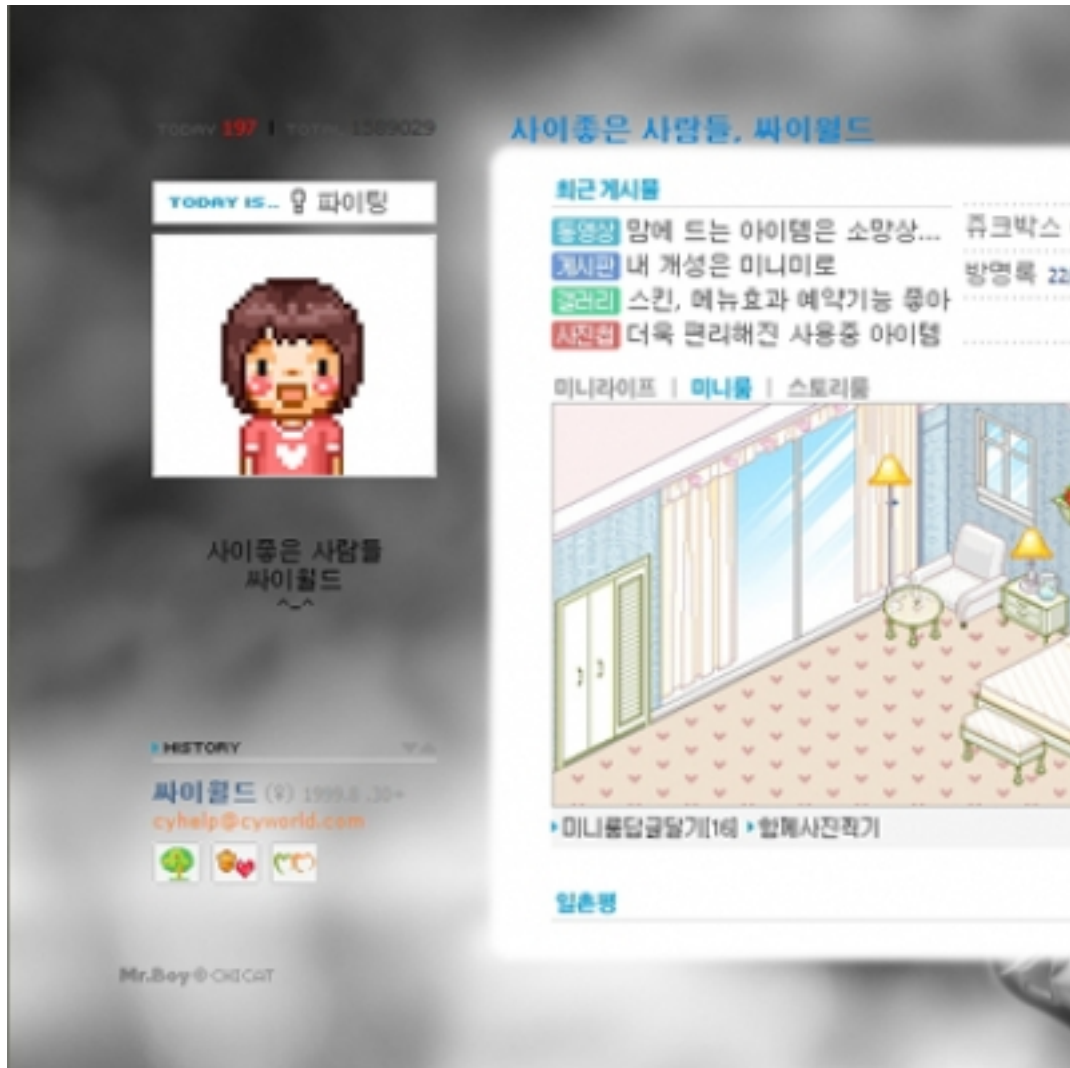 TODAY 197 | TOTAL 1389029
사이좋은 사람들, 싸이월드
TODAY IS.. 파이팅
사이좋은 사람들
싸이월드
^_^
HISTORY
싸이월드 (♀) 1999.8.30
cyhelp@cyworld.com
Mr.Boy © CHICAT
최근 게시물
동영상 맘에 드는 아이템은 소망상...
게시판 내 개성은 미니미로
갤러리 스킨, 메뉴효과 예약기능 좋아
사진첩 더욱 편리해진 사용중 아이템
쥬크박스
방명록 22
미니라이프 | 미니룸 | 스토리룸
미니룸답글달기[16] 함께사진찍기
일촌평